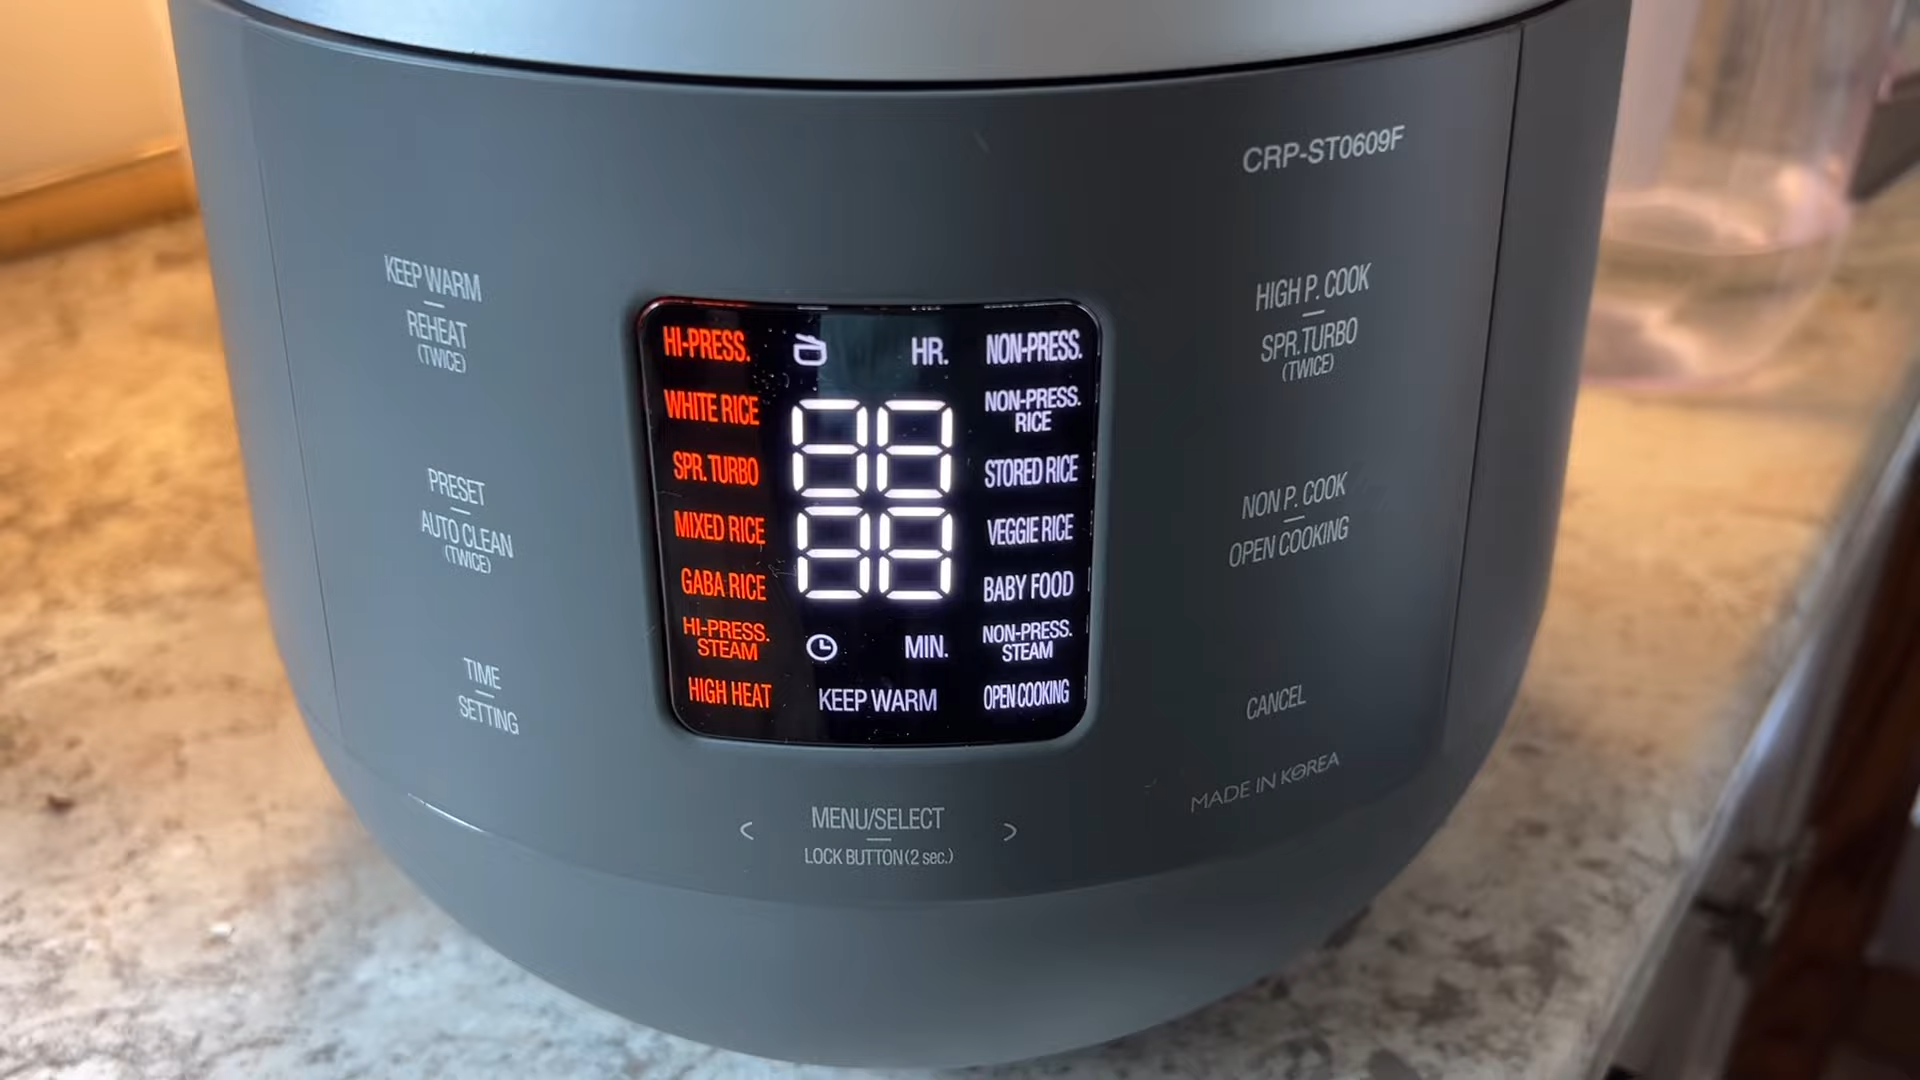 CRP-ST0609F
KEEP WARM
REHEAT
(TWICE)
PRESET
AUTO CLEAN
(TWICE)
TIME
SETTING
HI-PRESS.
WHITE RICE
SPR. TURBO
MIXED RICE
GABA RICE
HI-PRESS.
STEAM
HIGH HEAT
HR.
88
88
MIN.
KEEP WARM
NON-PRESS.
NON-PRESS.
RICE
STORED RICE
VEGGIE RICE
BABY FOOD
NON-PRESS.
STEAM
OPEN COOKING
HIGH P. COOK
SPR.TURBO
(TWICE)
NON P. COOK
OPEN COOKING
CANCEL
MADE IN KOREA
< MENU/SELECT >
LOCK BUTTON(2 sec.)